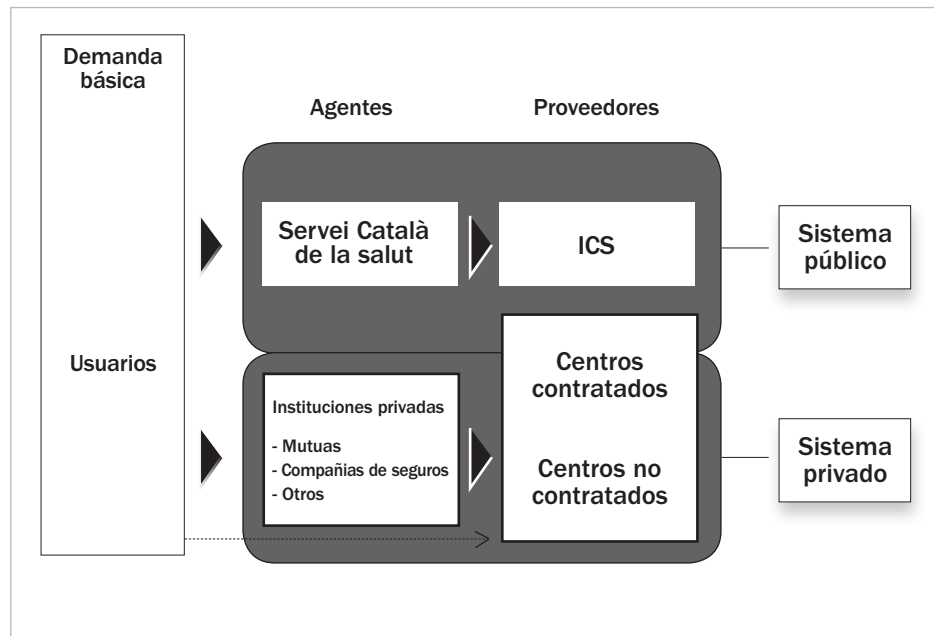 Demanda
básica
Usuarios
Agentes
Proveedores
Servei Català
de la salut
ICS
Sistema
público
Instituciones privadas
- Mutuas
- Compañias de seguros
- Otros
Centros
contratados
Centros no
contratados
Sistema
privado